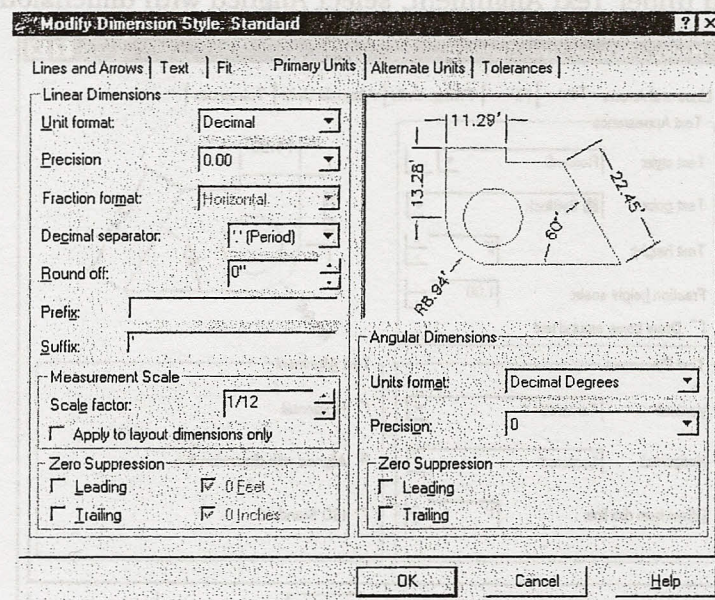 Modify Dimension Style: Standard
Lines and Arrows Text Fit Primary Units Alternate Units Tolerances
Linear Dimensions
Unit format: Decimal
Precision 0.00
Fraction format: Horizontal
Decimal separator: '.' (Period)
Round off: 0"
Prefix:
Suffix: '
Measurement Scale
Scale factor: 1/12
Apply to layout dimensions only
Zero Suppression
Leading 0 Feet
Trailing 0 Inches
11.29'
13.28'
22.45'
60°
R8.94'
Angular Dimensions
Units format: Decimal Degrees
Precision: 0
Zero Suppression
Leading
Trailing
OK Cancel Help